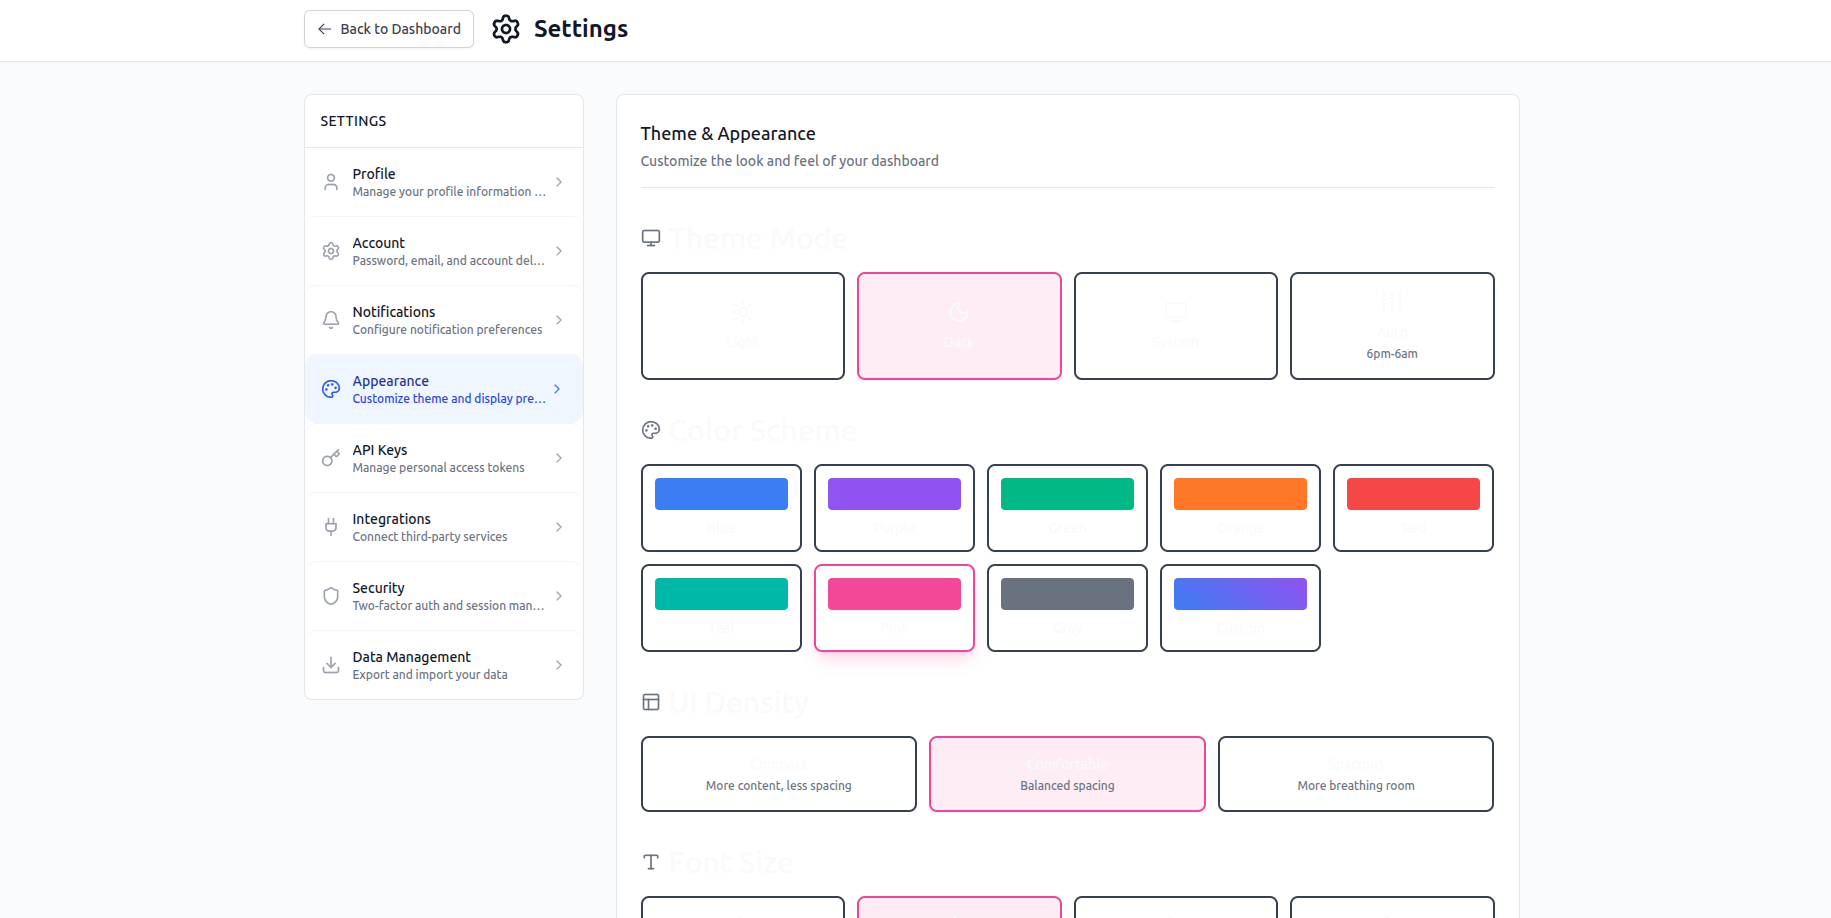 Back to Dashboard
Settings
SETTINGS
Profile
Manage your profile information ...
Account
Password, email, and account del...
Notifications
Configure notification preferences
Appearance
Customize theme and display pre...
API Keys
Manage personal access tokens
Integrations
Connect third-party services
Security
Two-factor auth and session man...
Data Management
Export and import your data
Theme & Appearance
Customize the look and feel of your dashboard
Theme Mode
Light
Dark
System
Auto
6pm-6am
Color Scheme
Blue
Purple
Green
Orange
Red
Teal
Pink
Gray
Custom
UI Density
Compact
More content, less spacing
Comfortable
Balanced spacing
Spacious
More breathing room
Font Size